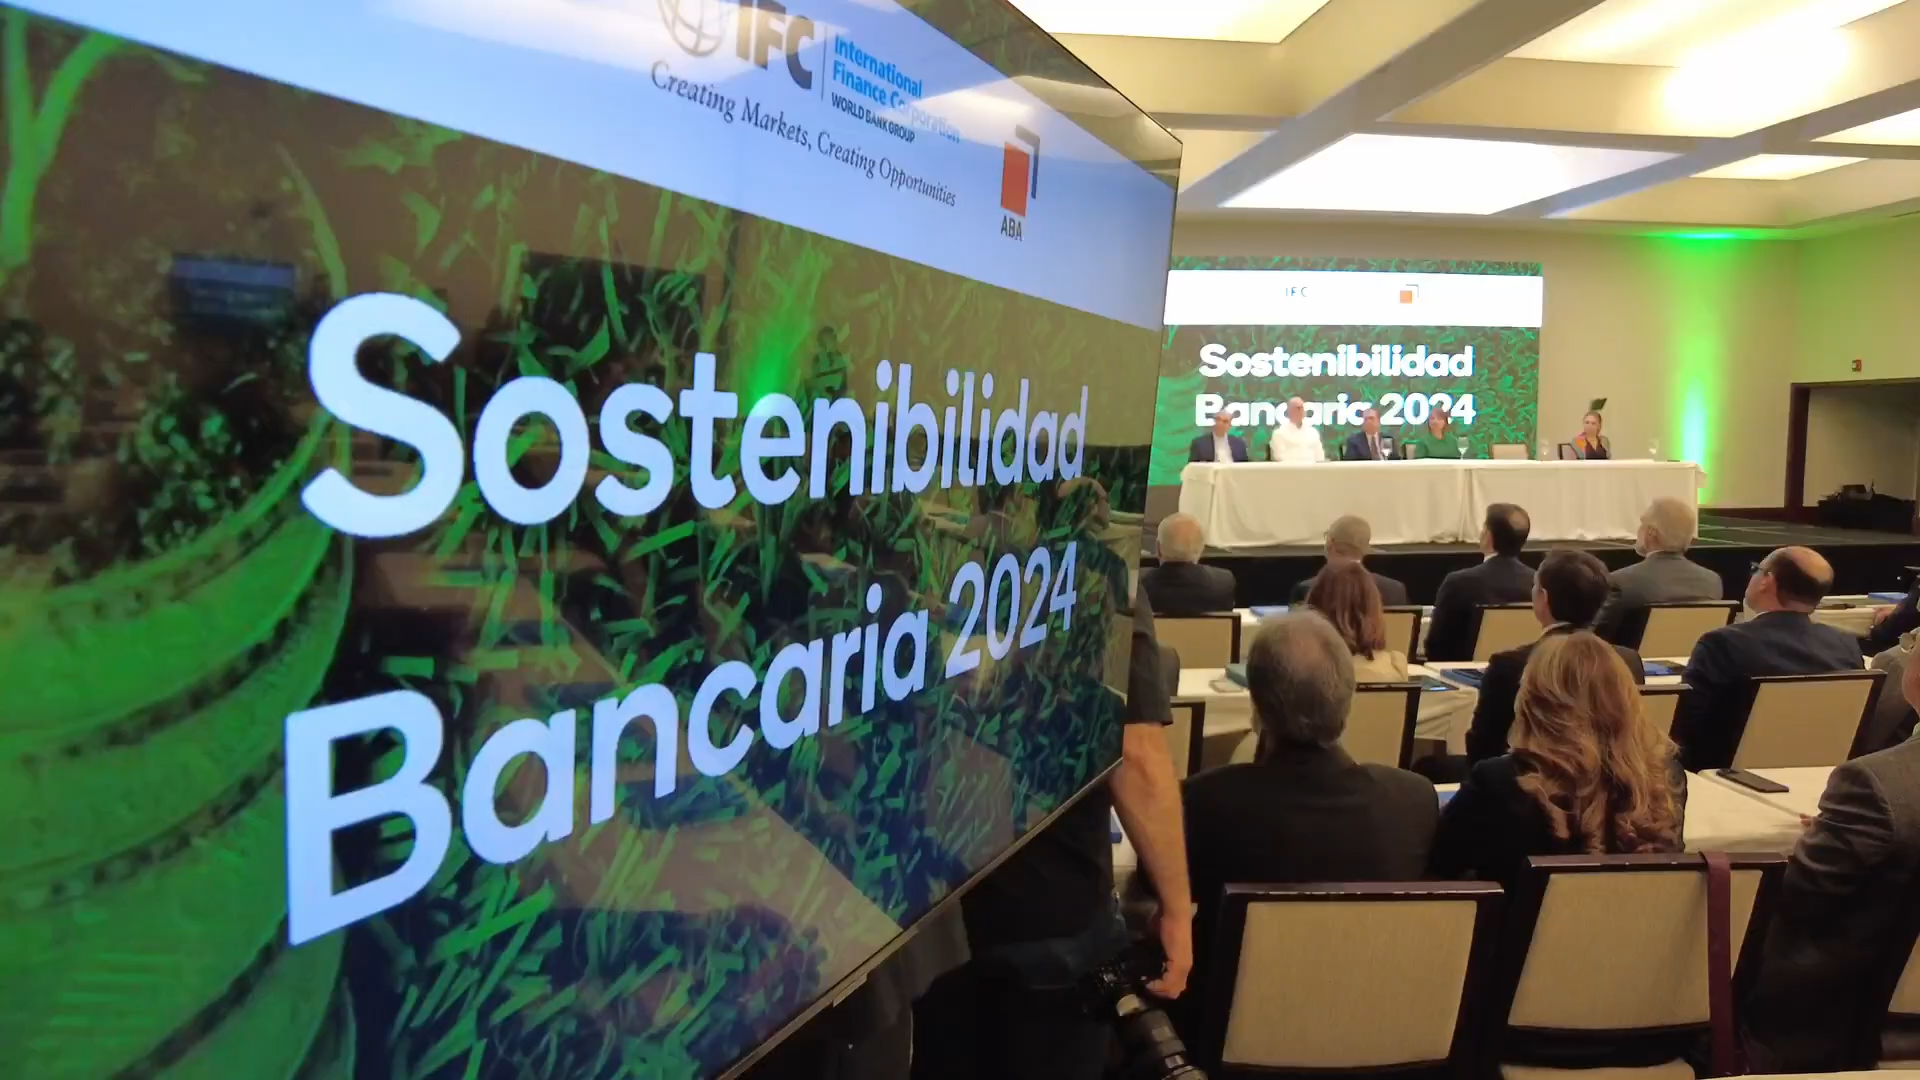 IFC
International
Finance Corporation
WORLD BANK GROUP
Creating Markets, Creating Opportunities
ABA
Sostenibilidad
Bancaria 2024
IFC
Sostenibilidad
Bancaria 2024